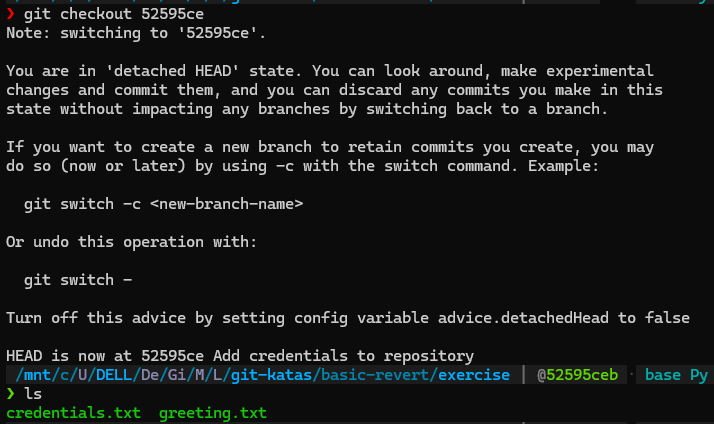 ❯ git checkout 52595ce
Note: switching to '52595ce'.

You are in 'detached HEAD' state. You can look around, make experimental
changes and commit them, and you can discard any commits you make in this
state without impacting any branches by switching back to a branch.

If you want to create a new branch to retain commits you create, you may
do so (now or later) by using -c with the switch command. Example:

  git switch -c <new-branch-name>

Or undo this operation with:

  git switch -

Turn off this advice by setting config variable advice.detachedHead to false

HEAD is now at 52595ce Add credentials to repository
/mnt/c/U/DELL/De/Gi/M/L/git-katas/basic-revert/exercise | @52595ceb · base Py
❯ ls
credentials.txt  greeting.txt